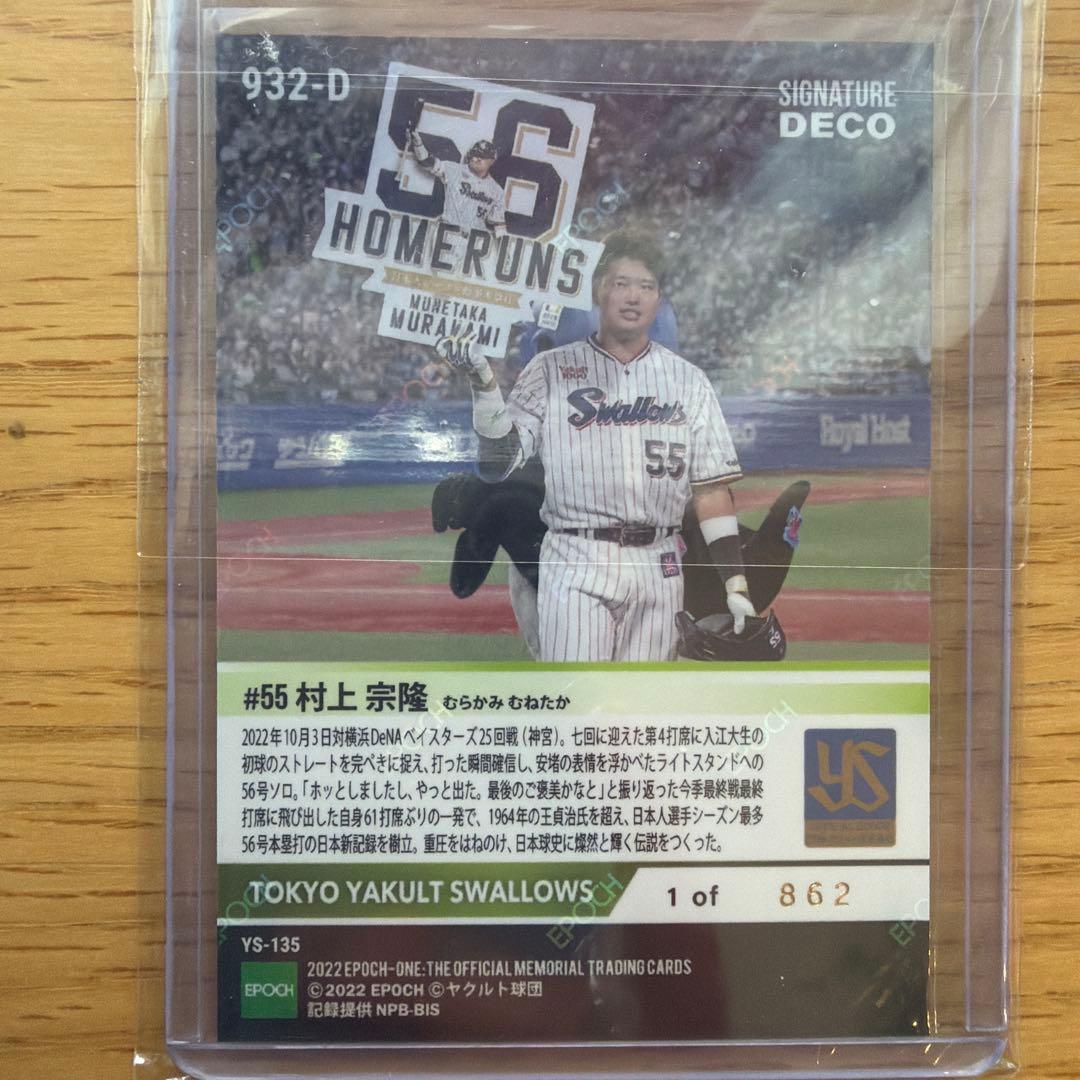 932-D
SIGNATURE
DECO
56
HOMERUNS
MUNETAKA
MURAKAMI
Yakult
1000
Swallows
55
Royal Host
#55 村上 宗隆 むらかみ むねたか
2022年10月3日対横浜DeNAベイスターズ25回戦(神宮)。七回に迎えた第4打席に入江大生の
初球のストレートを完ぺきに捉え、打った瞬間確信し、安堵の表情を浮かべたライトスタンドへの
56号ソロ。「ホッとしましたし、やっと出た。最後のご褒美かなと」と振り返った今季最終戦最終
打席に飛び出した自身61打席ぶりの一発で、1964年の王貞治氏を超え、日本人選手シーズン最多
56号本塁打の日本新記録を樹立。重圧をはねのけ、日本球史に燦然と輝く伝説をつくった。
YS
TOKYO YAKULT SWALLOWS
1 of 862
YS-135
EPOCH
2022 EPOCH-ONE:THE OFFICIAL MEMORIAL TRADING CARDS
©2022 EPOCH ©ヤクルト球団
記録提供 NPB-BIS